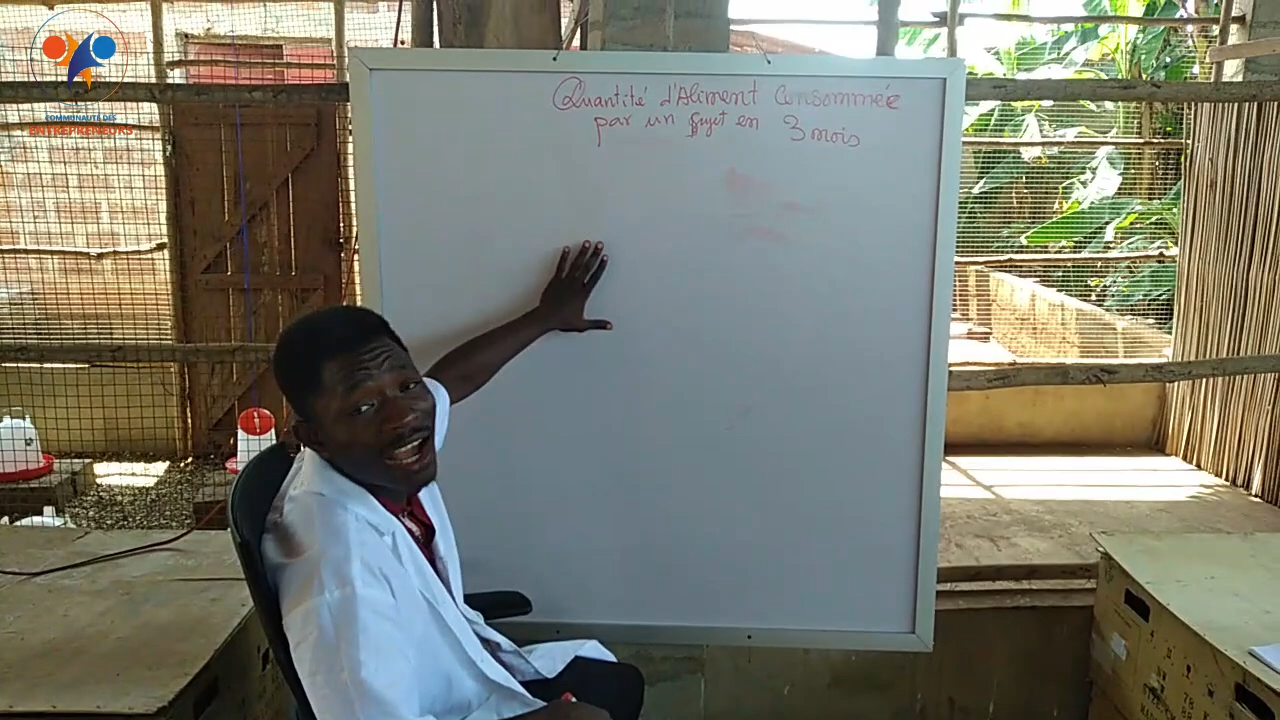 COMMUNAUTÉ DES
ENTREPRENEURS
Quantité d'Aliment Consommée
par un Sujet en 3 mois